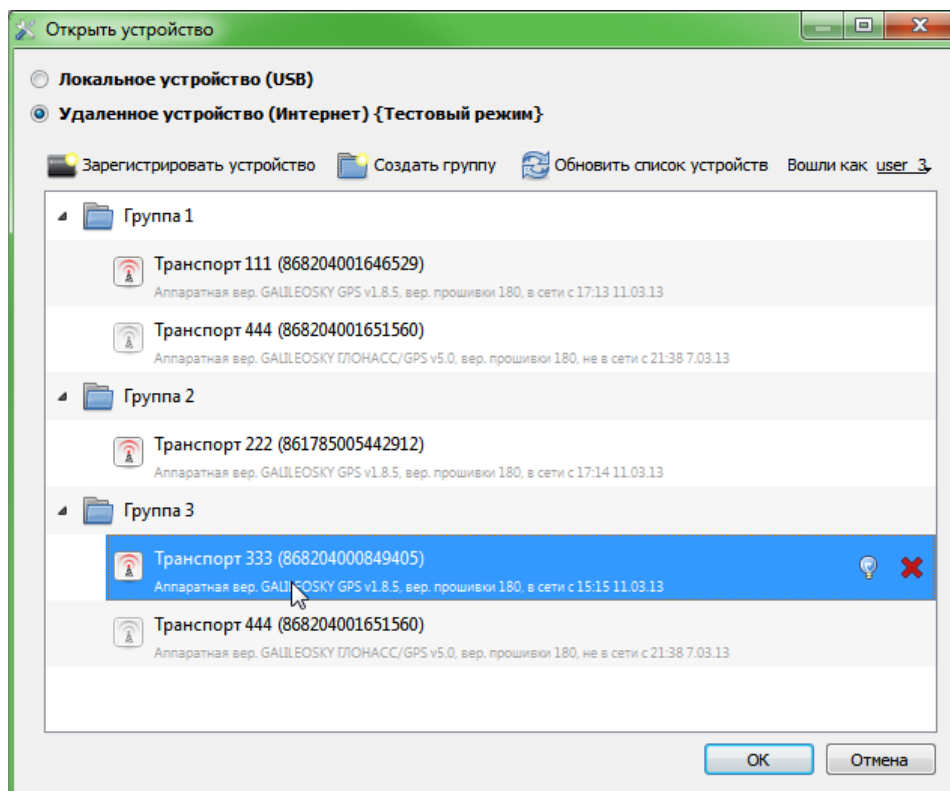 Открыть устройство
Локальное устройство (USB)
Удаленное устройство (Интернет) {Тестовый режим}
Зарегистрировать устройство Создать группу Обновить список устройств Вошли как user_3
Группа 1
Транспорт 111 (868204001646529)
Аппаратная вер. GALILEOSKY GPS v1.8.5, вер. прошивки 180, в сети с 17:13 11.03.13
Транспорт 444 (868204001651560)
Аппаратная вер. GALILEOSKY ГЛОНАСС/GPS v5.0, вер. прошивки 180, не в сети с 21:38 7.03.13
Группа 2
Транспорт 222 (861785005442912)
Аппаратная вер. GALILEOSKY GPS v1.8.5, вер. прошивки 180, в сети с 17:14 11.03.13
Группа 3
Транспорт 333 (868204000849405)
Аппаратная вер. GALILEOSKY GPS v1.8.5, вер. прошивки 180, в сети с 15:15 11.03.13
Транспорт 444 (868204001651560)
Аппаратная вер. GALILEOSKY ГЛОНАСС/GPS v5.0, вер. прошивки 180, не в сети с 21:38 7.03.13
OK Отмена